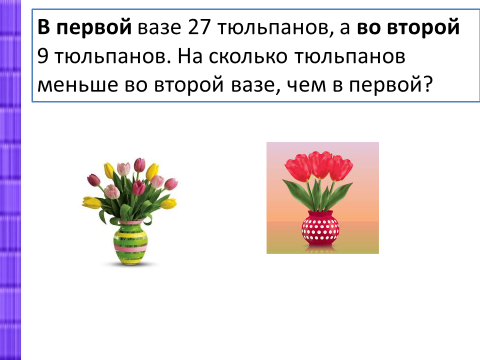 В первой вазе 27 тюльпанов, а во второй
9 тюльпанов. На сколько тюльпанов
меньше во второй вазе, чем в первой?